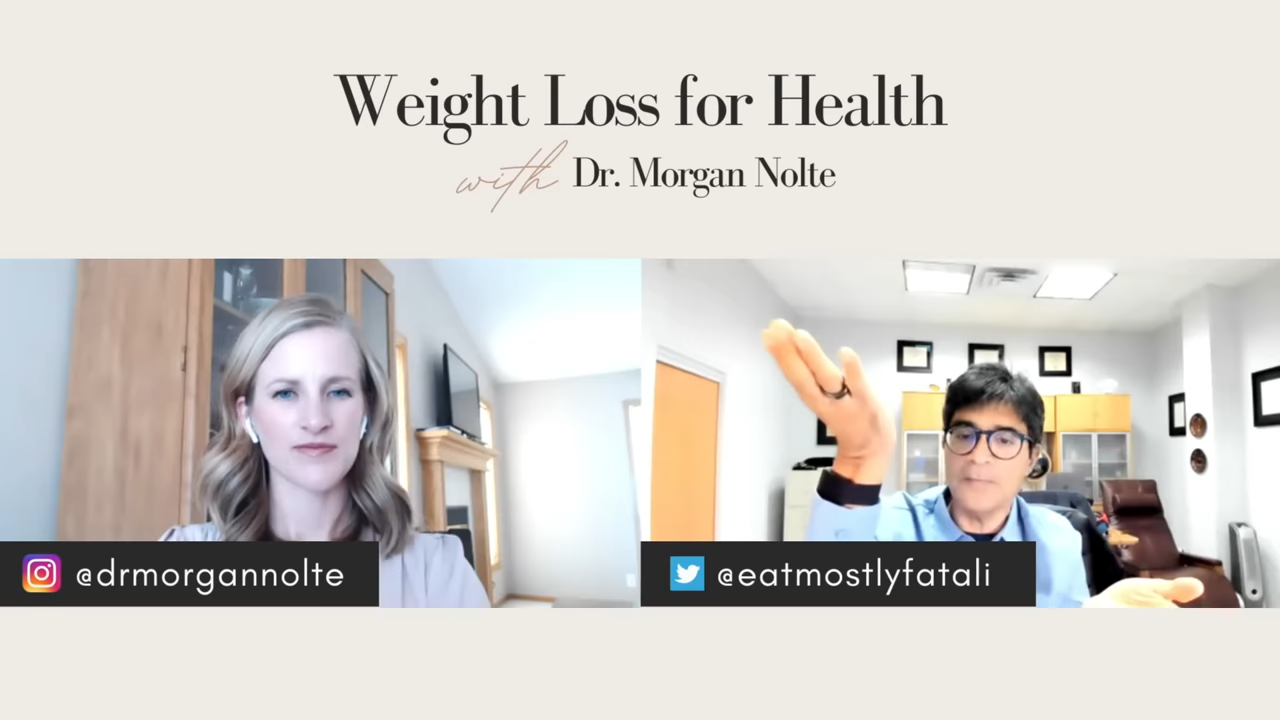 Weight Loss for Health
with Dr. Morgan Nolte
@drmorgannolte
@eatmostlyfatali